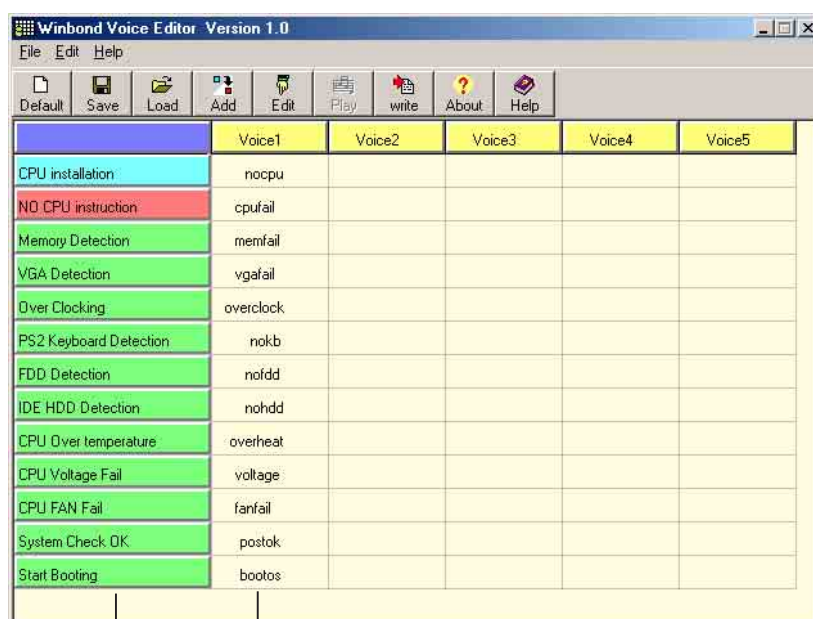 Winbond Voice Editor Version 1.0
File Edit Help
Default Save Load Add Edit Play write About Help
Voice1 Voice2 Voice3 Voice4 Voice5
CPU installation nocpu
NO CPU instruction cpufail
Memory Detection memfail
VGA Detection vgafail
Over Clocking overclock
PS2 Keyboard Detection nokb
FDD Detection nofdd
IDE HDD Detection nohdd
CPU Over temperature overheat
CPU Voltage Fail voltage
CPU FAN Fail fanfail
System Check OK postok
Start Booting bootos